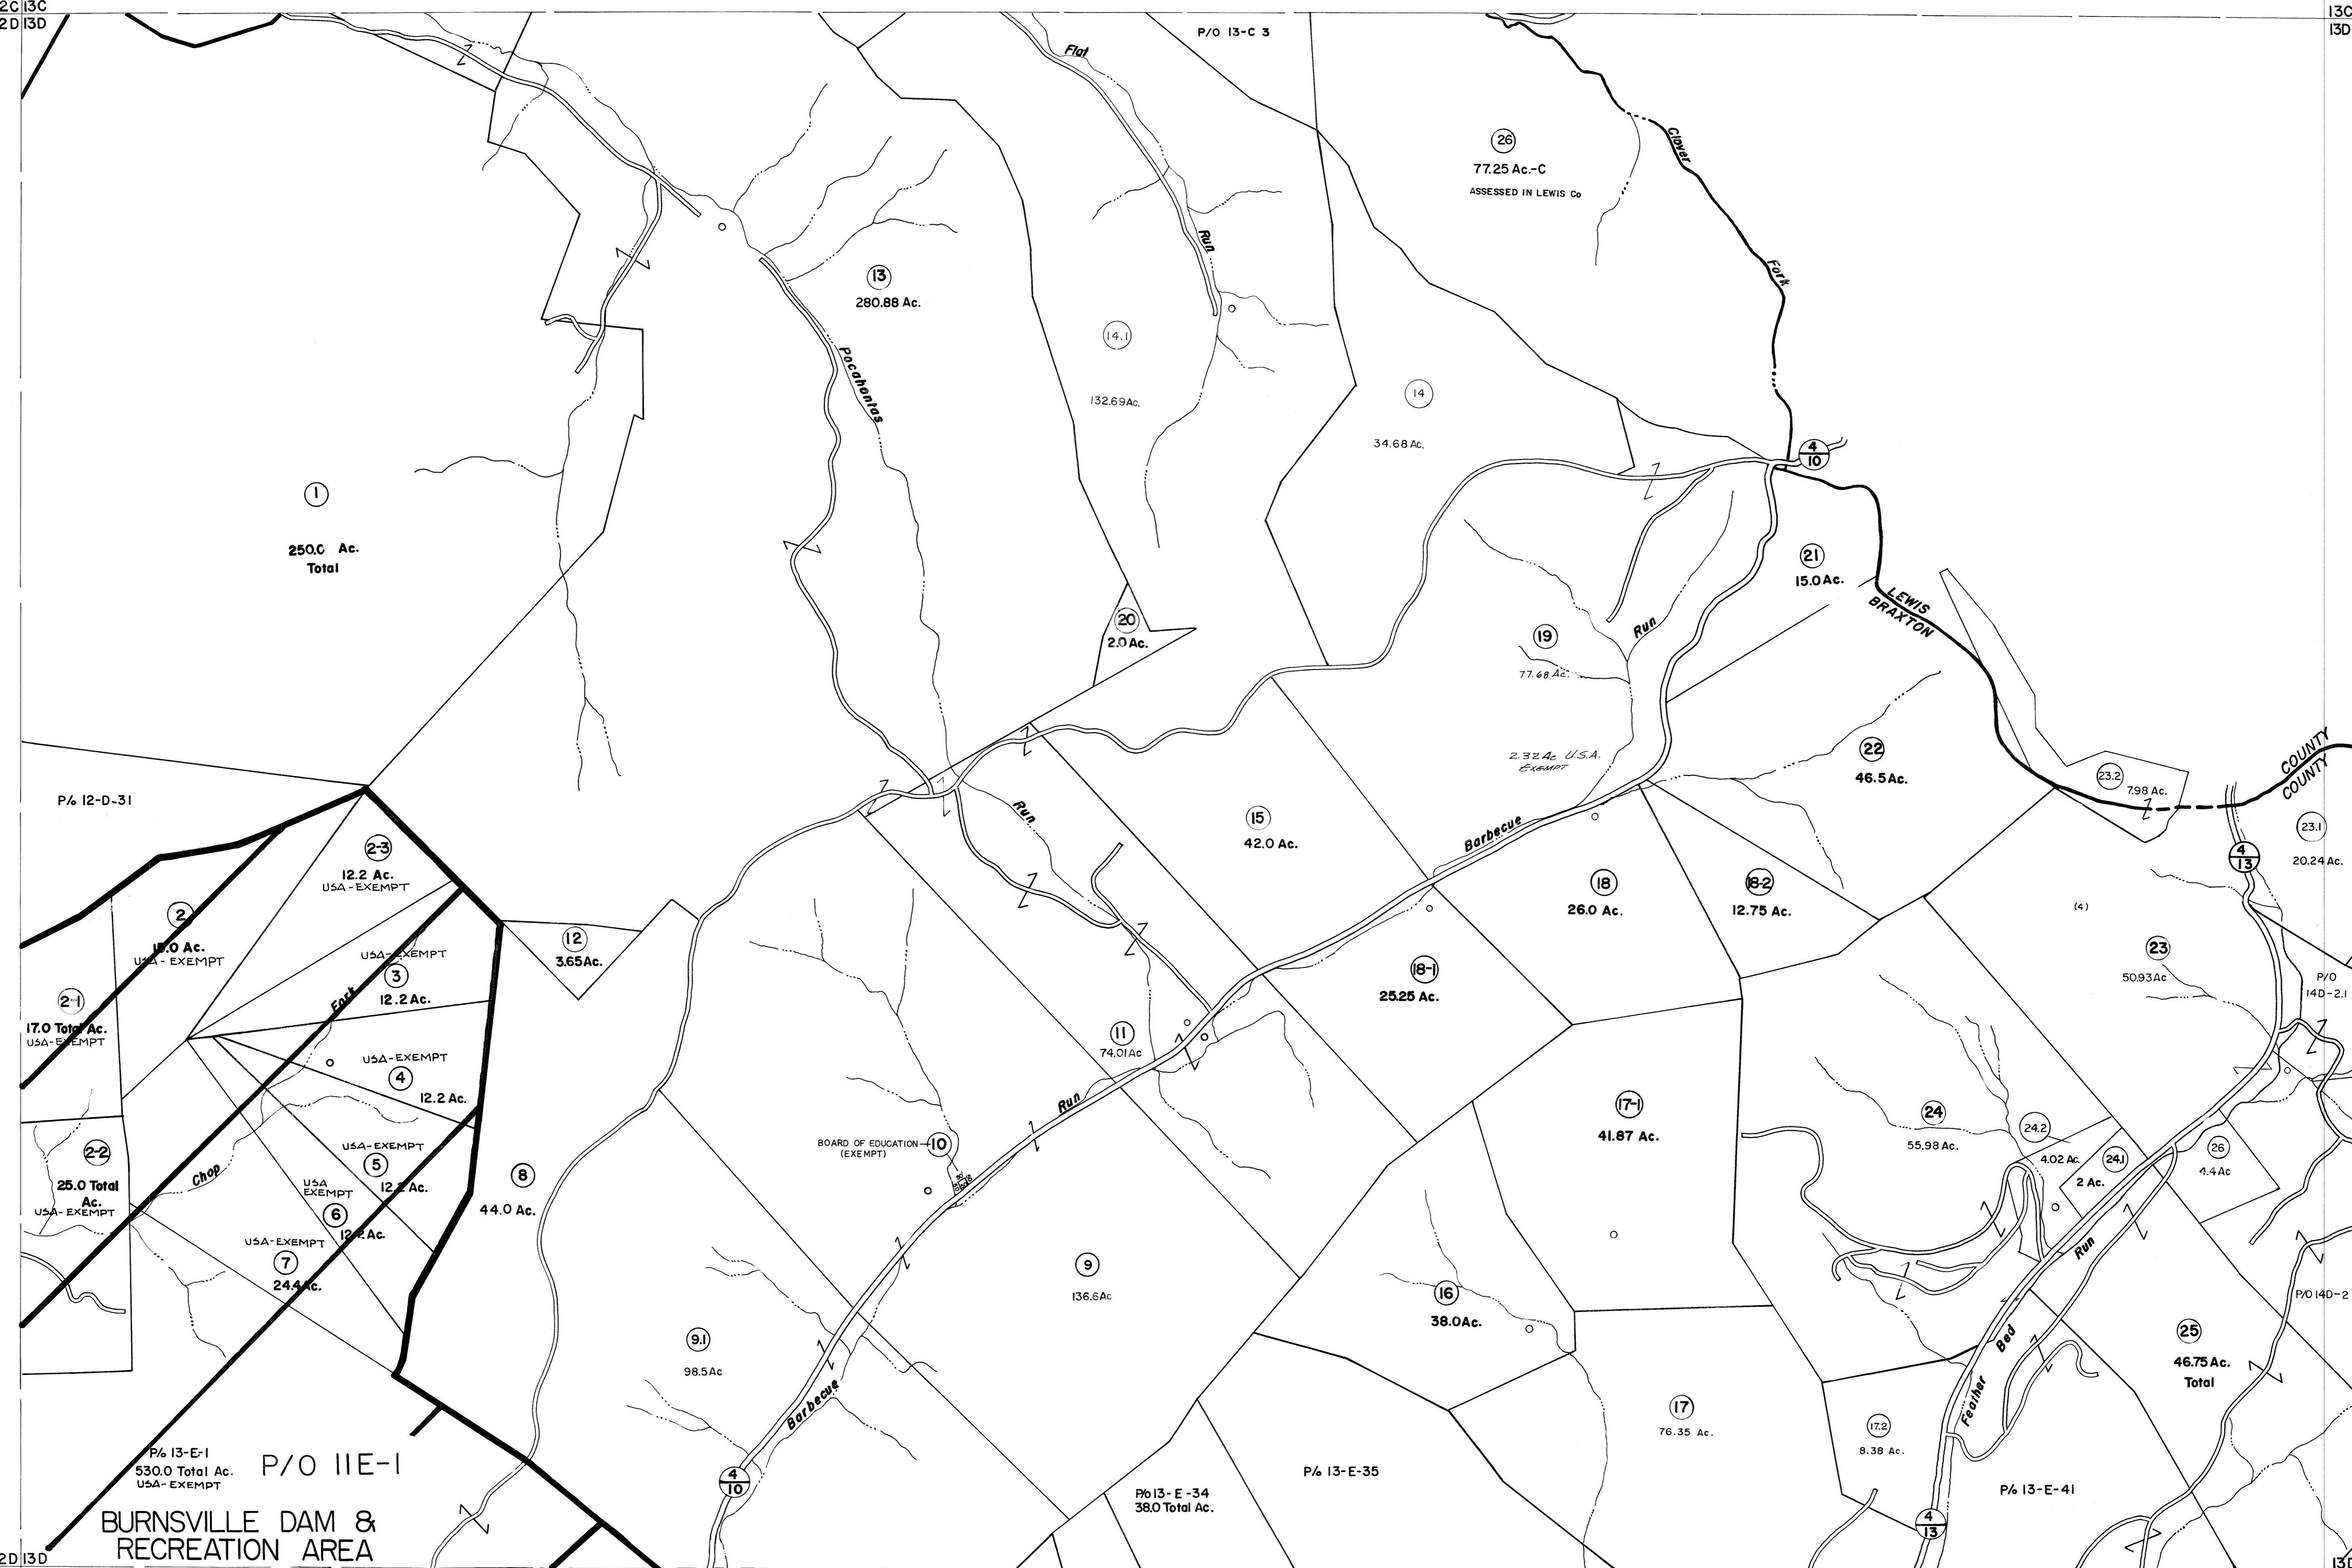 2C 13C
2D 13D
13C
13D
P/O 13-C 3
Flat
Run
Clover
Fork
26
77.25 Ac.-C
ASSESSED IN LEWIS Co
13
280.88 Ac.
14.1
132.69 Ac.
Pocahontas
14
34.68 Ac.
4
10
1
250.0 Ac.
Total
21
15.0 Ac.
LEWIS
BRAXTON
20
2.0 Ac.
19
77.68 Ac.
Run
2.32 Ac U.S.A.
EXEMPT
22
46.5 Ac.
COUNTY
COUNTY
23.2
7.98 Ac.
23.1
20.24 Ac.
P/o 12-D-31
Run
15
42.0 Ac.
Barbecue
4
13
2-3
12.2 Ac.
USA-EXEMPT
18
26.0 Ac.
18-2
12.75 Ac.
(4)
2
USA-EXEMPT
12
3.65 Ac.
USA-EXEMPT
3
12.2 Ac.
Fork
18-1
25.25 Ac.
23
50.93 Ac
P/O
14D-2.1
2-1
17.0 Total Ac.
USA-EXEMPT
11
74.01 Ac
USA-EXEMPT
4
12.2 Ac.
Run
17-1
41.87 Ac.
24
55.98 Ac.
24.2
4.02 Ac.
24.1
2 Ac.
26
4.4 Ac
BOARD OF EDUCATION
(EXEMPT)
10
2-2
25.0 Total
Ac.
USA-EXEMPT
Chop
USA-EXEMPT
5
12.2 Ac.
USA
EXEMPT
6
12.2 Ac.
8
44.0 Ac.
USA-EXEMPT
7
24.4 Ac.
9
136.6 Ac
16
38.0 Ac.
Run
P/O 14D-2
9.1
98.5 Ac
Barbecue
Bed
25
46.75 Ac.
Total
17
76.35 Ac.
17.2
8.38 Ac.
Feather
P/o 13-E-1
530.0 Total Ac.
USA-EXEMPT
P/O 11E-1
4
10
P/o 13-E-34
38.0 Total Ac.
P/o 13-E-35
P/o 13-E-41
4
13
BURNSVILLE DAM &
RECREATION AREA
2D 13D